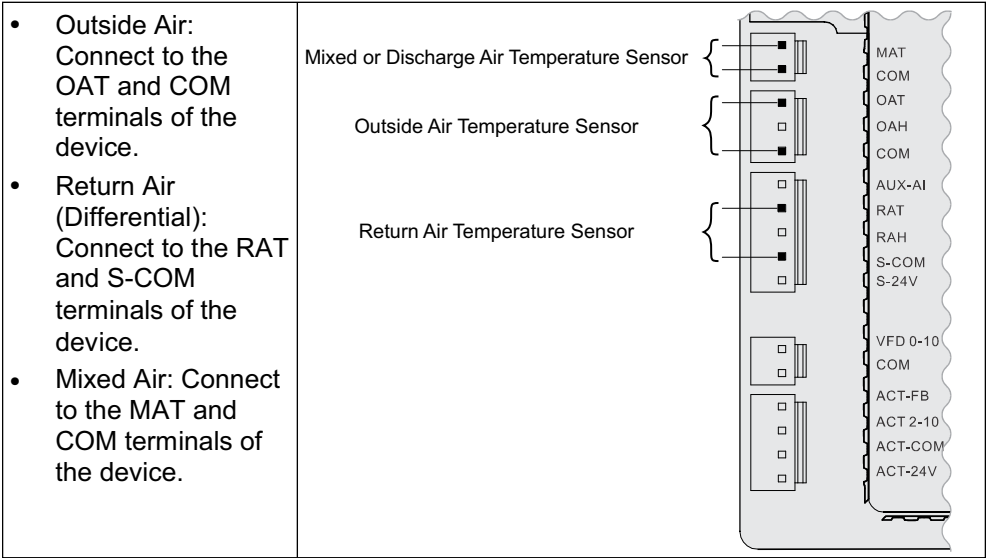 • Outside Air:
Connect to the
OAT and COM
terminals of the
device.
• Return Air
(Differential):
Connect to the RAT
and S-COM
terminals of the
device.
• Mixed Air: Connect
to the MAT and
COM terminals of
the device.
Mixed or Discharge Air Temperature Sensor
Outside Air Temperature Sensor
Return Air Temperature Sensor
MAT
COM
OAT
OAH
COM
AUX-AI
RAT
RAH
S-COM
S-24V
VFD 0-10
COM
ACT-FB
ACT 2-10
ACT-COM
ACT-24V